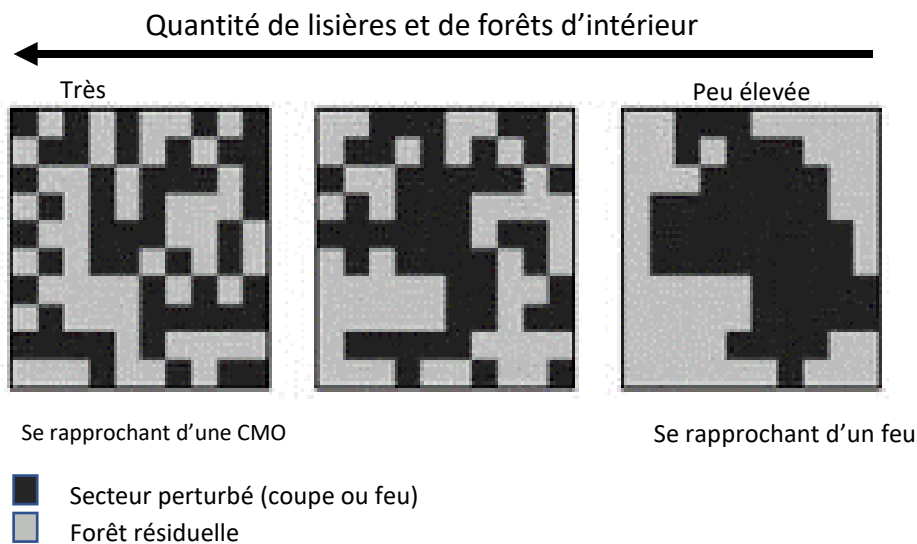 Quantité de lisières et de forêts d’intérieur
Très
Peu élevée
Se rapprochant d’une CMO
Se rapprochant d’un feu
Secteur perturbé (coupe ou feu)
Forêt résiduelle